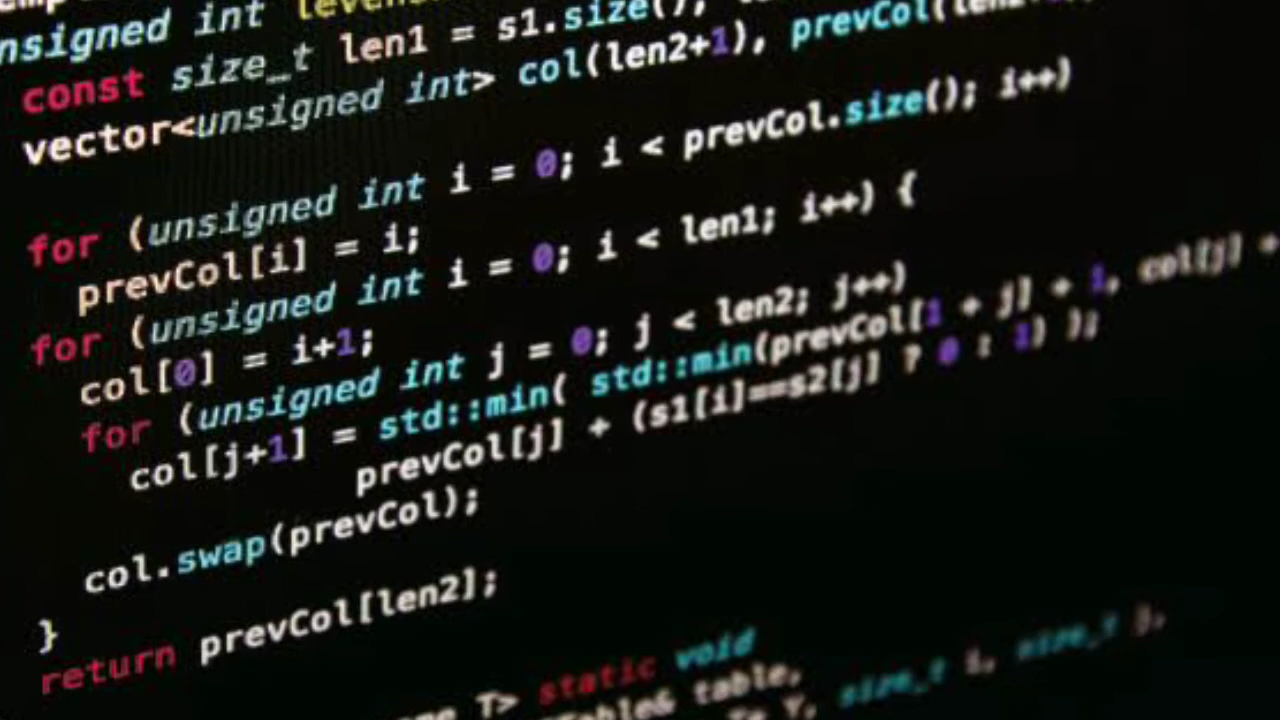 unsigned int
const size_t len1 = s1.size(),
vector<unsigned int> col(len2+1), prevCol(
for (unsigned int i = 0; i < prevCol.size(); i++)
prevCol[i] = i;
for (unsigned int i = 0; i < len1; i++) {
col[0] = i+1;
for (unsigned int j = 0; j < len2; j++)
col[j+1] = std::min( std::min(prevCol[1 + j] + 1, col[j] +
prevCol[j] + (s1[i]==s2[j] ? 0 : 1) );
col.swap(prevCol);
}
return prevCol[len2];
T> static void
table,
Y, size_t i, size_t j,